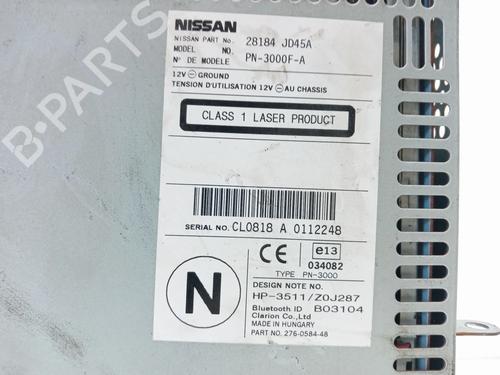 NISSAN
NISSAN PART No. 28184 JD45A
MODEL NO. PN-3000F-A
N° DE MODELE
12V ⊖ GROUND
TENSION D'UTILISATION 12V ⊖ AU CHASSIS
CLASS 1 LASER PRODUCT
SERIAL NO. CL0818 A 0112248
CE e13
034082
TYPE PN-3000
N
DESIGN NOTE No.
HP-3511/Z0J287
Bluetooth ID B03104
Clarion Co.,Ltd
MADE IN HUNGARY
PART No. 276-0584-48
B-PARTS